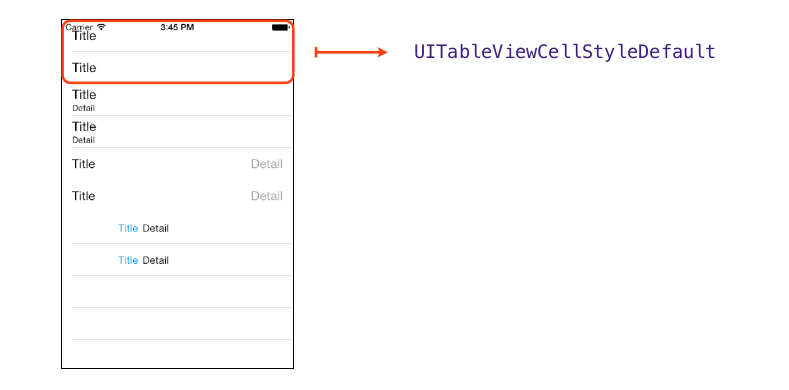 Carrier 3:45 PM
Title
UITableViewCellStyleDefault
Title
Title
Detail
Title
Detail
Title Detail
Title Detail
Title Detail
Title Detail